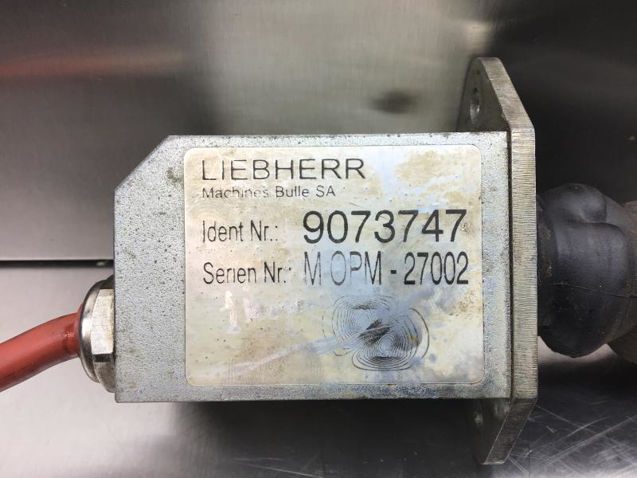 LIEBHERR
Machines Bulle SA
Ident Nr.: 9073747
Serien Nr.: M OPM - 27002